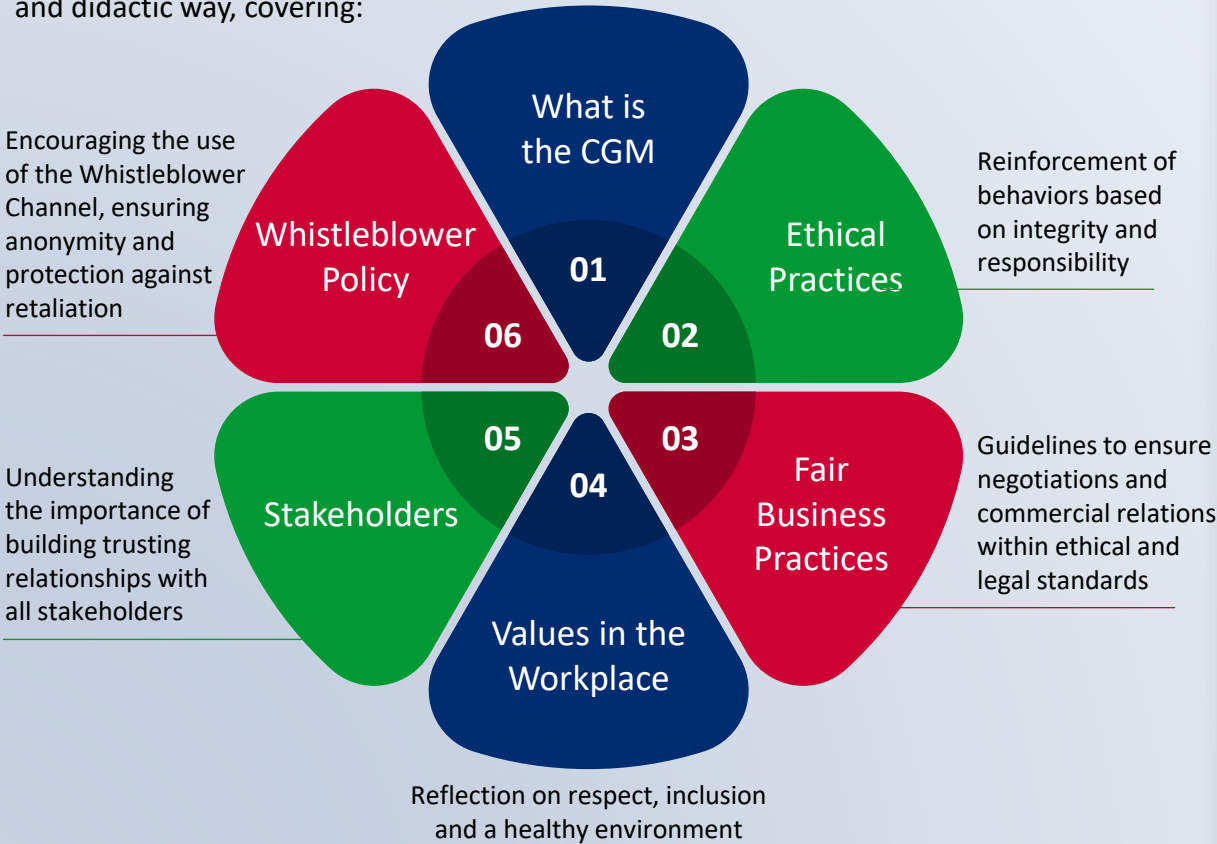 and didactic way, covering:
What is
the CGM
01
Ethical
Practices
02
Reinforcement of
behaviors based
on integrity and
responsibility
Fair
Business
Practices
03
Guidelines to ensure
negotiations and
commercial relations
within ethical and
legal standards
04
Values in the
Workplace
Reflection on respect, inclusion
and a healthy environment
05
Stakeholders
Understanding
the importance of
building trusting
relationships with
all stakeholders
06
Whistleblower
Policy
Encouraging the use
of the Whistleblower
Channel, ensuring
anonymity and
protection against
retaliation